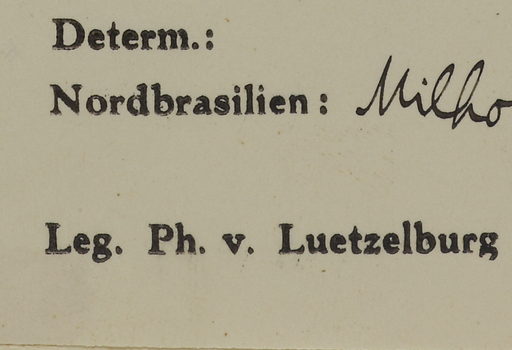 Determ.:
Nordbrasilien: Milho
Leg. Ph. v. Luetzelburg